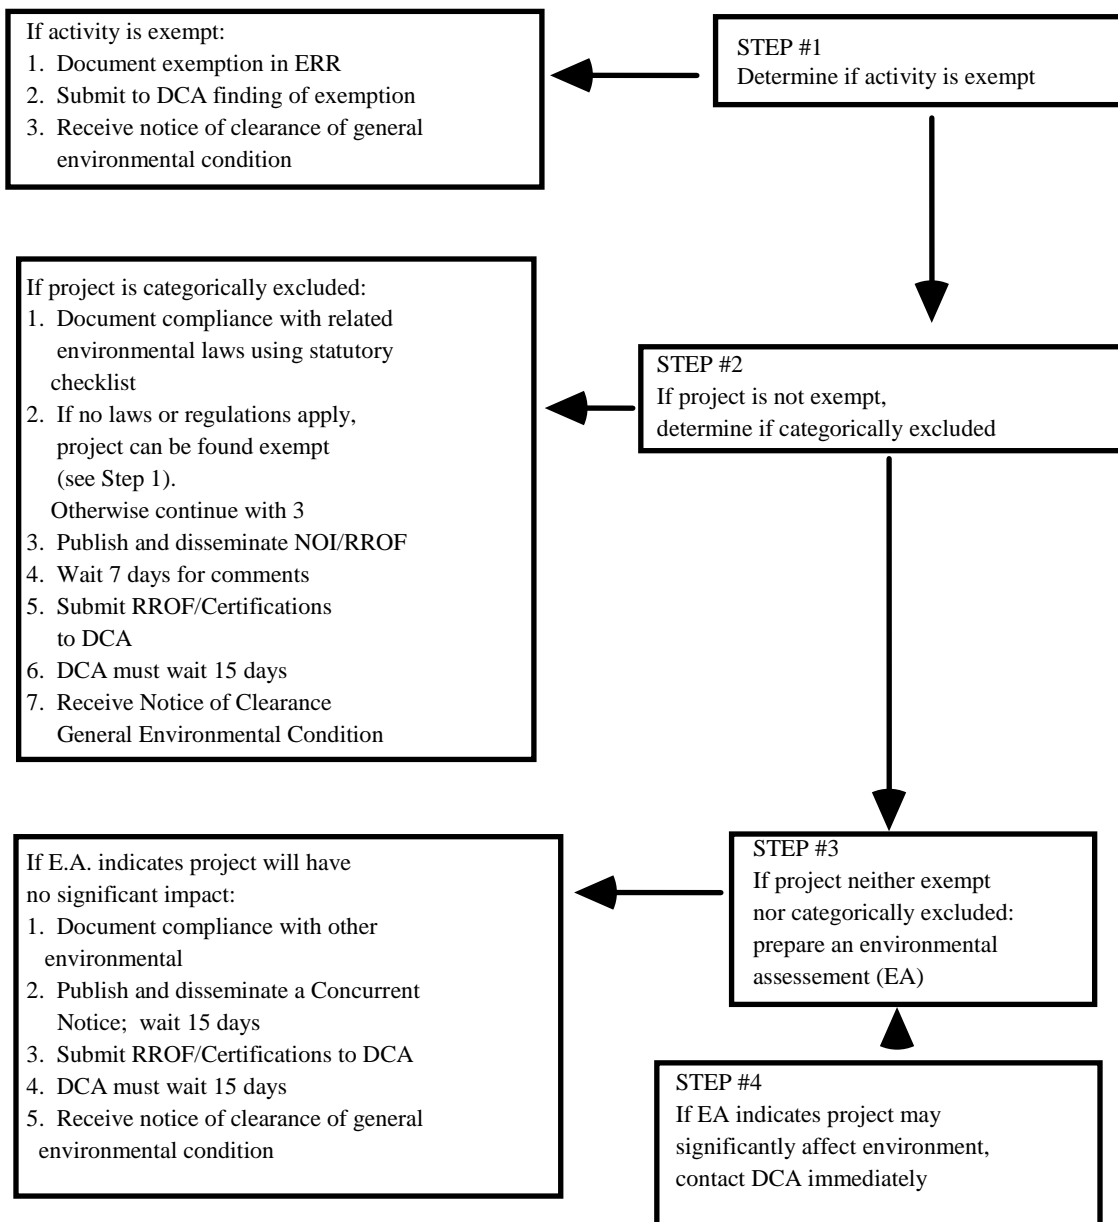 If activity is exempt:
1. Document exemption in ERR
2. Submit to DCA finding of exemption
3. Receive notice of clearance of general
environmental condition
STEP #1
Determine if activity is exempt
If project is categorically excluded:
1. Document compliance with related
environmental laws using statutory
checklist
2. If no laws or regulations apply,
project can be found exempt
(see Step 1).
Otherwise continue with 3
3. Publish and disseminate NOI/RROF
4. Wait 7 days for comments
5. Submit RROF/Certifications
to DCA
6. DCA must wait 15 days
7. Receive Notice of Clearance
General Environmental Condition
STEP #2
If project is not exempt,
determine if categorically excluded
If E.A. indicates project will have
no significant impact:
1. Document compliance with other
environmental
2. Publish and disseminate a Concurrent
Notice; wait 15 days
3. Submit RROF/Certifications to DCA
4. DCA must wait 15 days
5. Receive notice of clearance of general
environmental condition
STEP #3
If project neither exempt
nor categorically excluded:
prepare an environmental
assessement (EA)
STEP #4
If EA indicates project may
significantly affect environment,
contact DCA immediately